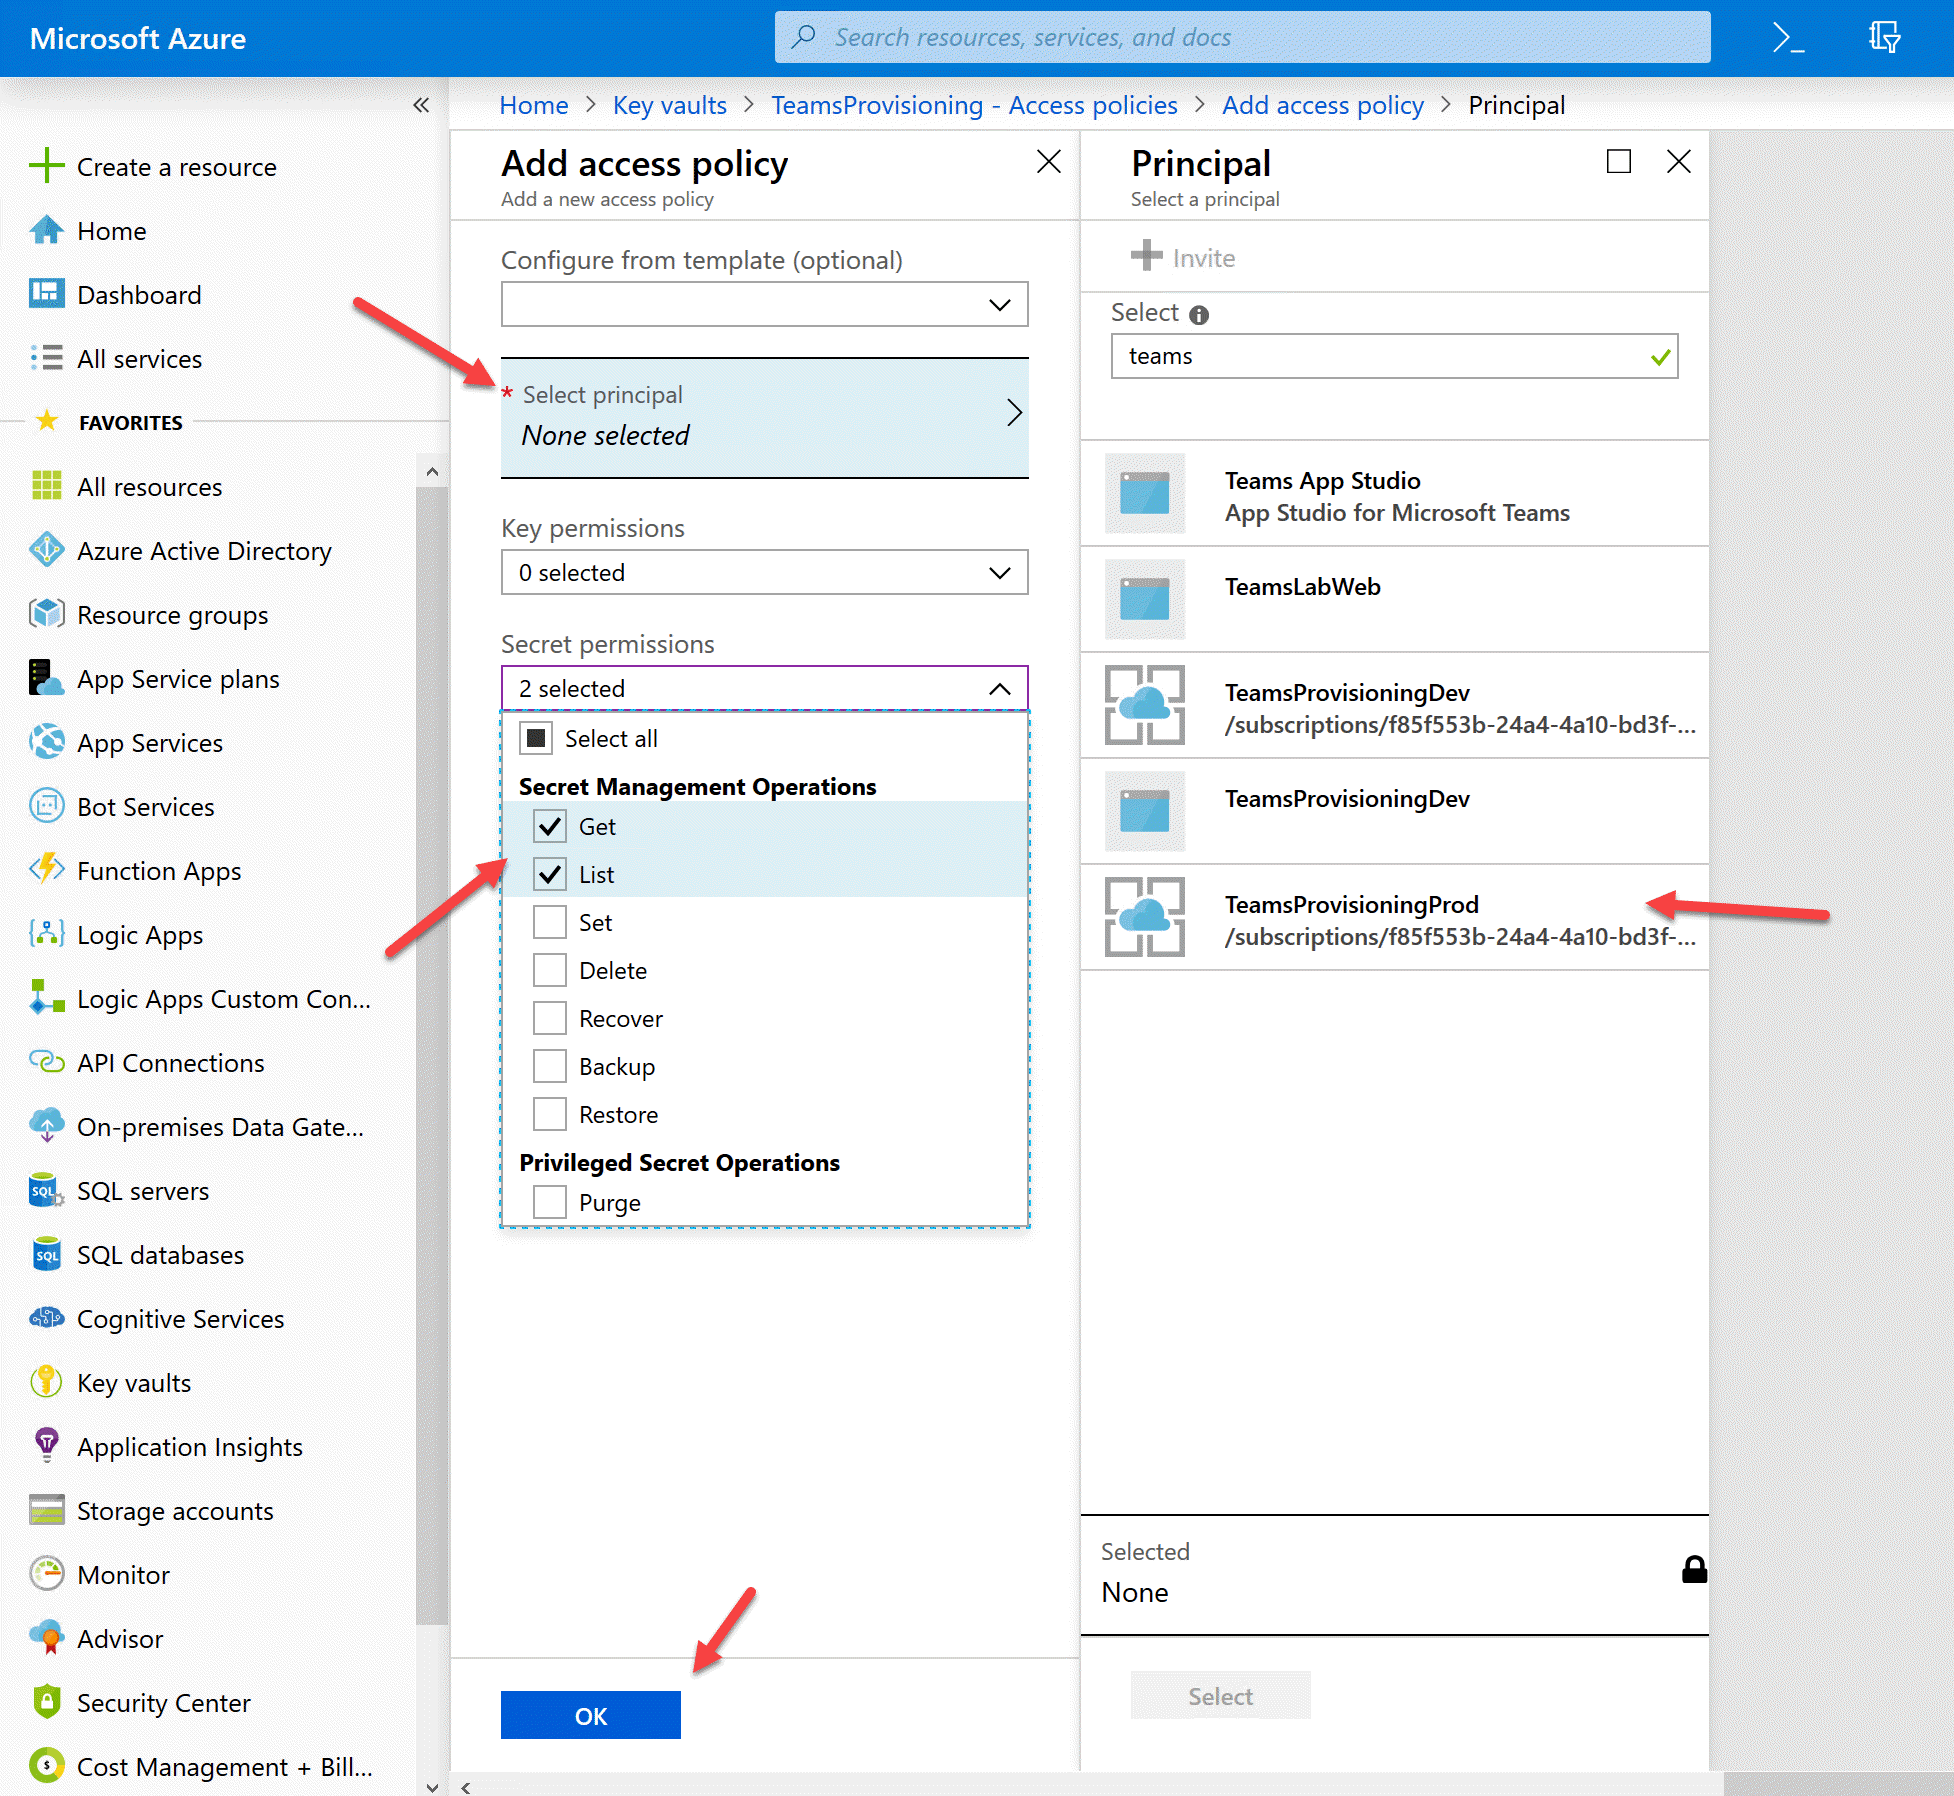 Microsoft Azure
Search resources, services, and docs
Home > Key vaults > TeamsProvisioning - Access policies > Add access policy > Principal
Create a resource
Home
Dashboard
All services
FAVORITES
All resources
Azure Active Directory
Resource groups
App Service plans
App Services
Bot Services
Function Apps
Logic Apps
Logic Apps Custom Con...
API Connections
On-premises Data Gate...
SQL servers
SQL databases
Cognitive Services
Key vaults
Application Insights
Storage accounts
Monitor
Advisor
Security Center
Cost Management + Bill...
Add access policy
Add a new access policy
Configure from template (optional)
* Select principal
None selected
Key permissions
0 selected
Secret permissions
2 selected
Select all
Secret Management Operations
Get
List
Set
Delete
Recover
Backup
Restore
Privileged Secret Operations
Purge
OK
Principal
Select a principal
Invite
Select
teams
Teams App Studio
App Studio for Microsoft Teams
TeamsLabWeb
TeamsProvisioningDev
/subscriptions/f85f553b-24a4-4a10-bd3f-...
TeamsProvisioningDev
TeamsProvisioningProd
/subscriptions/f85f553b-24a4-4a10-bd3f-...
Selected
None
Select